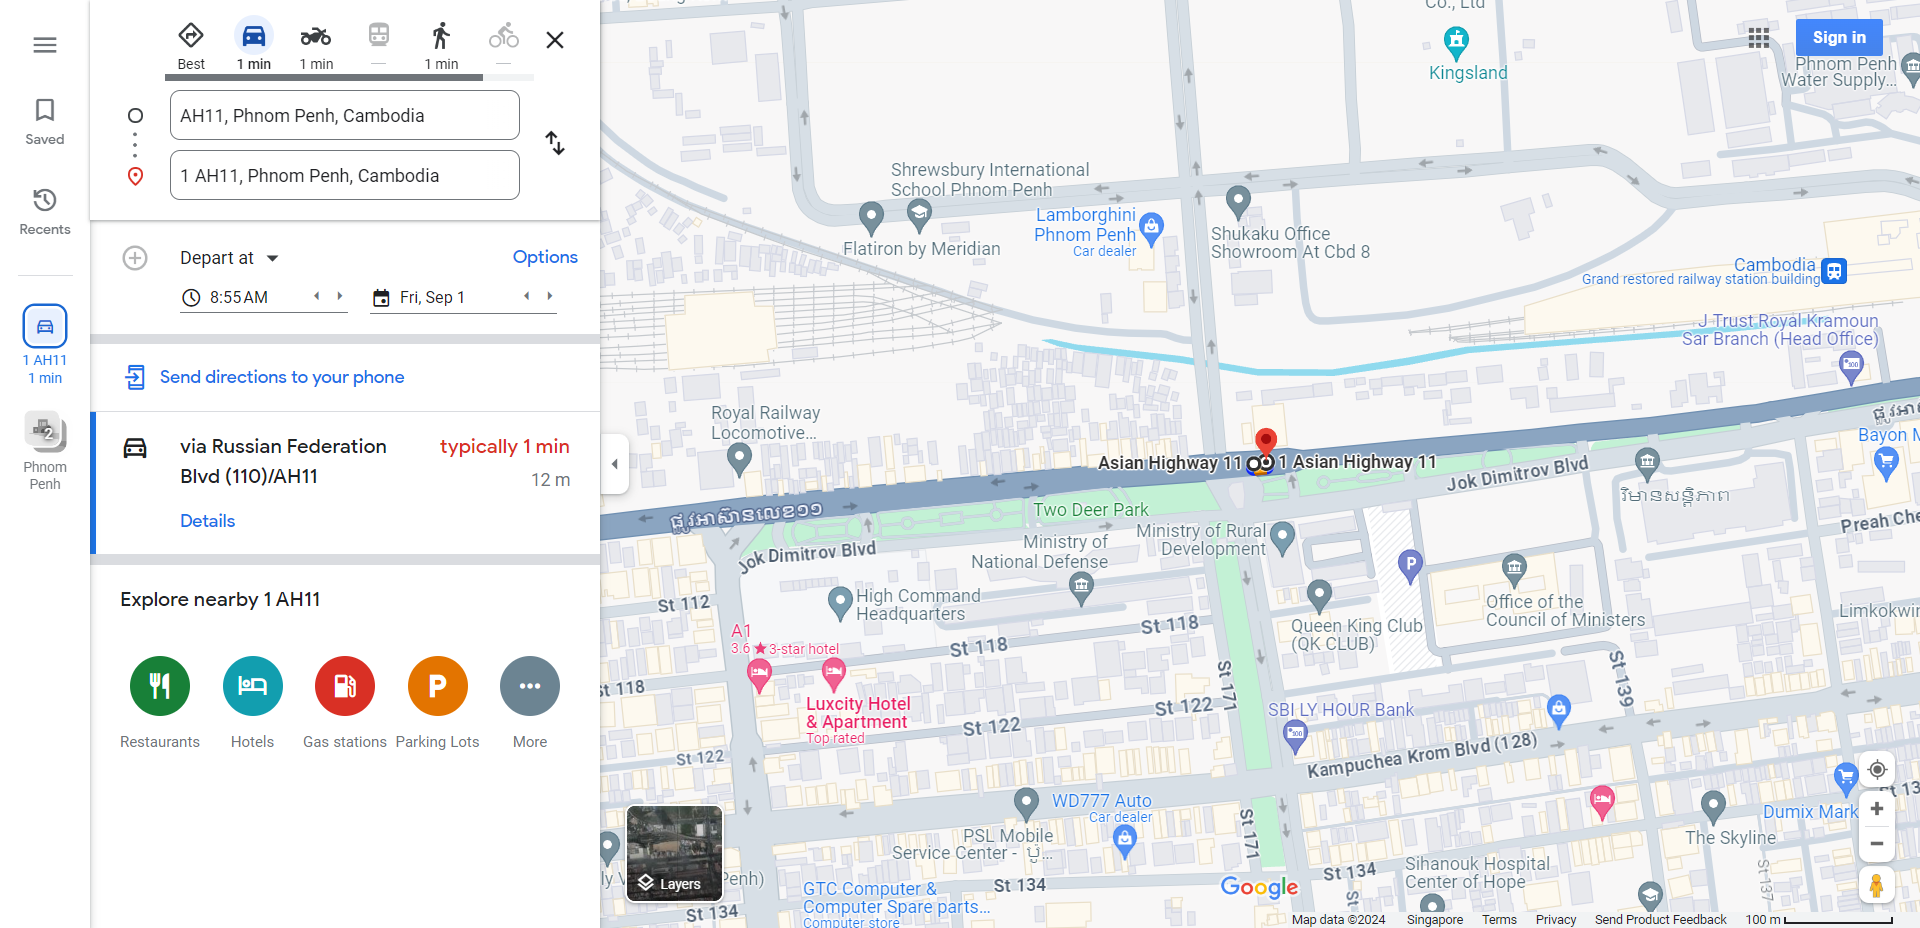 Saved
Recents
1 AH11
1 min
2
Phnom
Penh
Best
1 min
1 min
—
1 min
—
AH11, Phnom Penh, Cambodia
1 AH11, Phnom Penh, Cambodia
Depart at
Options
8:55 AM
Fri, Sep 1
Send directions to your phone
via Russian Federation
Blvd (110)/AH11
typically 1 min
12 m
Details
Explore nearby 1 AH11
Restaurants
Hotels
Gas stations
Parking Lots
More
Co., Ltd
Kingsland
Sign in
Phnom Penh
Water Supply...
Shrewsbury International
School Phnom Penh
Flatiron by Meridian
Lamborghini
Phnom Penh
Car dealer
Shukaku Office
Showroom At Cbd 8
Cambodia
Grand restored railway station building
J Trust Royal Kramoun
Sar Branch (Head Office)
Royal Railway
Locomotive...
Asian Highway 11
1 Asian Highway 11
Bayon M
ផ្លូវអាស៊ានលេខ១១
Two Deer Park
Jok Dimitrov Blvd
Jok Dimitrov Blvd
វិមានសន្តិភាព
Preah Che
Ministry of
National Defense
Ministry of Rural
Development
P
High Command
Headquarters
Office of the
Council of Ministers
Limkokwin
Queen King Club
(QK CLUB)
St 112
St 118
St 118
St 118
A1
3.6 ★ 3-star hotel
Luxcity Hotel
& Apartment
Top rated
St 122
St 122
St 122
St 171
St 139
SBI LY HOUR Bank
Kampuchea Krom Blvd (128)
WD777 Auto
Car dealer
PSL Mobile
Service Center - ប៉ូ...
St 171
Dumix Mark
The Skyline
Sihanouk Hospital
Center of Hope
St 137
St 134
St 134
St 134
St
GTC Computer &
Computer Spare parts...
Computer store
Penh)
Layers
Google
Map data ©2024
Singapore
Terms
Privacy
Send Product Feedback
100 m